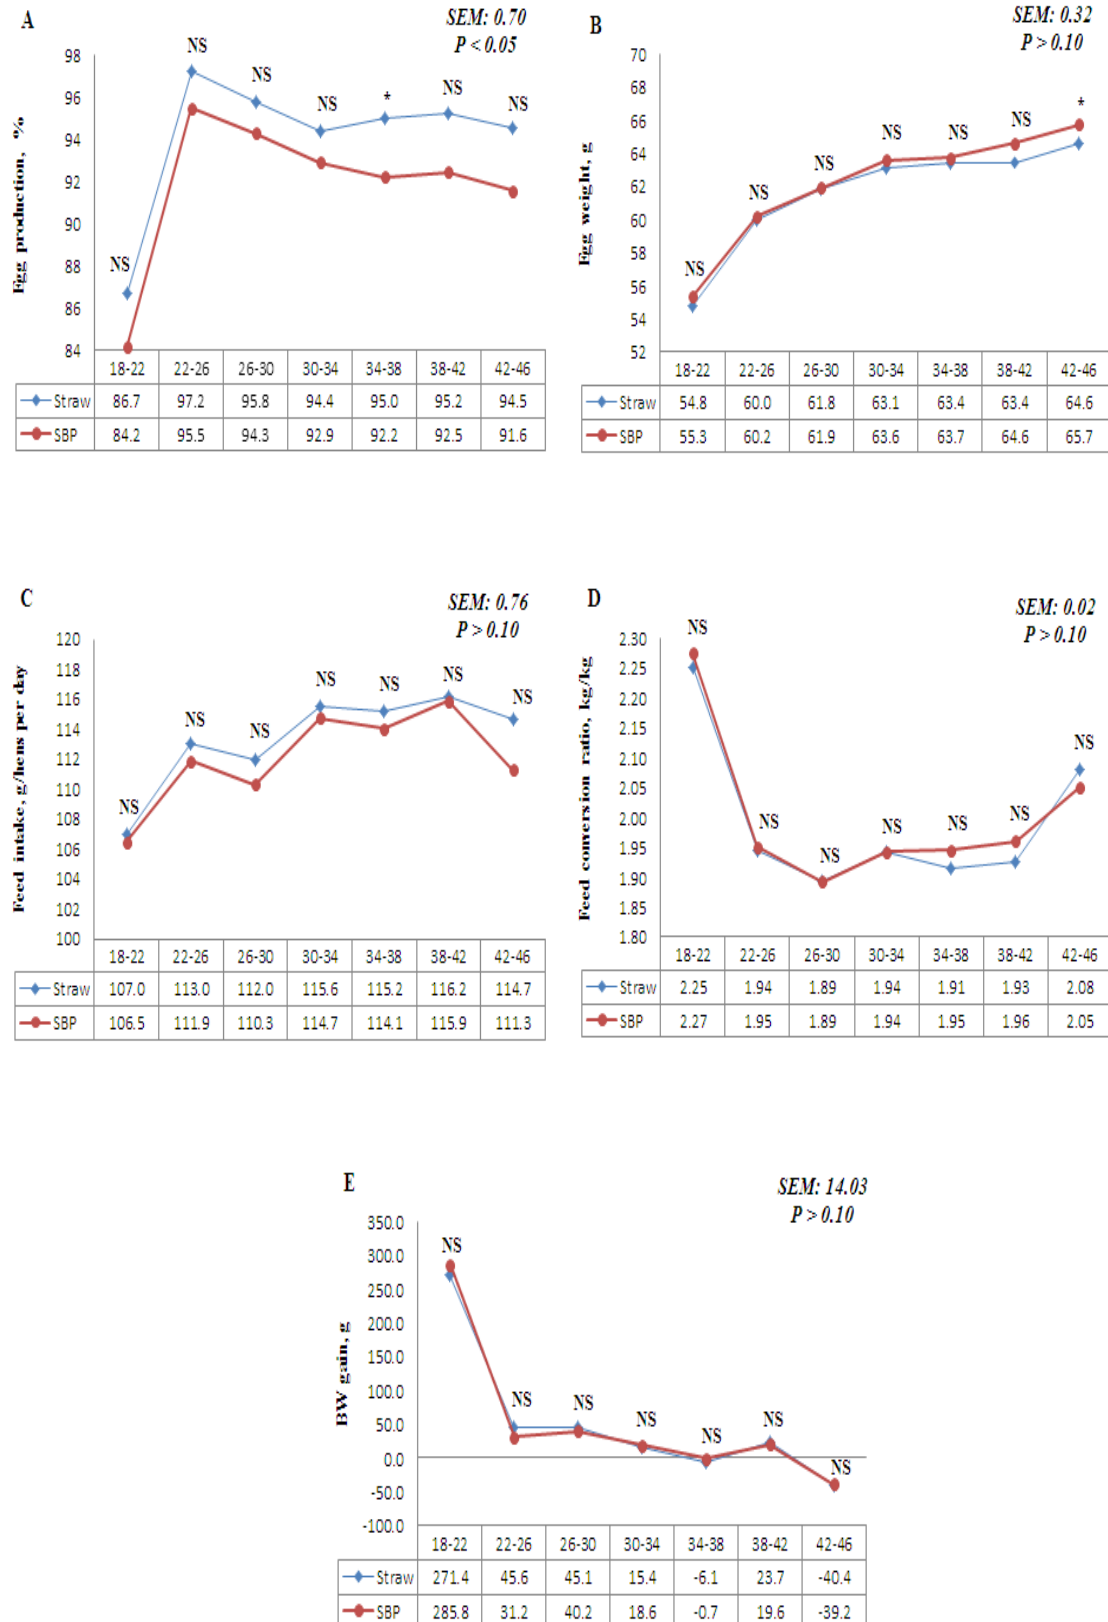 A
SEM: 0.70
P < 0.05
Egg production, %
98
96
94
92
90
88
86
84
NS
NS
NS
NS
*
NS
NS
18-22 22-26 26-30 30-34 34-38 38-42 42-46
Straw 86.7 97.2 95.8 94.4 95.0 95.2 94.5
SBP 84.2 95.5 94.3 92.9 92.2 92.5 91.6
B
SEM: 0.32
P > 0.10
Egg weight, g
70
68
66
64
62
60
58
56
54
52
NS
NS
NS
NS
NS
NS
*
18-22 22-26 26-30 30-34 34-38 38-42 42-46
Straw 54.8 60.0 61.8 63.1 63.4 63.4 64.6
SBP 55.3 60.2 61.9 63.6 63.7 64.6 65.7
C
SEM: 0.76
P > 0.10
Feed intake, g/hens per day
120
118
116
114
112
110
108
106
104
102
100
NS
NS
NS
NS
NS
NS
NS
18-22 22-26 26-30 30-34 34-38 38-42 42-46
Straw 107.0 113.0 112.0 115.6 115.2 116.2 114.7
SBP 106.5 111.9 110.3 114.7 114.1 115.9 111.3
D
SEM: 0.02
P > 0.10
Feed conversion ratio, kg/kg
2.30
2.25
2.20
2.15
2.10
2.05
2.00
1.95
1.90
1.85
1.80
NS
NS
NS
NS
NS
NS
NS
18-22 22-26 26-30 30-34 34-38 38-42 42-46
Straw 2.25 1.94 1.89 1.94 1.91 1.93 2.08
SBP 2.27 1.95 1.89 1.94 1.95 1.96 2.05
E
SEM: 14.03
P > 0.10
BW gain, g
350.0
300.0
250.0
200.0
150.0
100.0
50.0
0.0
-50.0
-100.0
NS
NS
NS
NS
NS
NS
NS
18-22 22-26 26-30 30-34 34-38 38-42 42-46
Straw 271.4 45.6 45.1 15.4 -6.1 23.7 -40.4
SBP 285.8 31.2 40.2 18.6 -0.7 19.6 -39.2